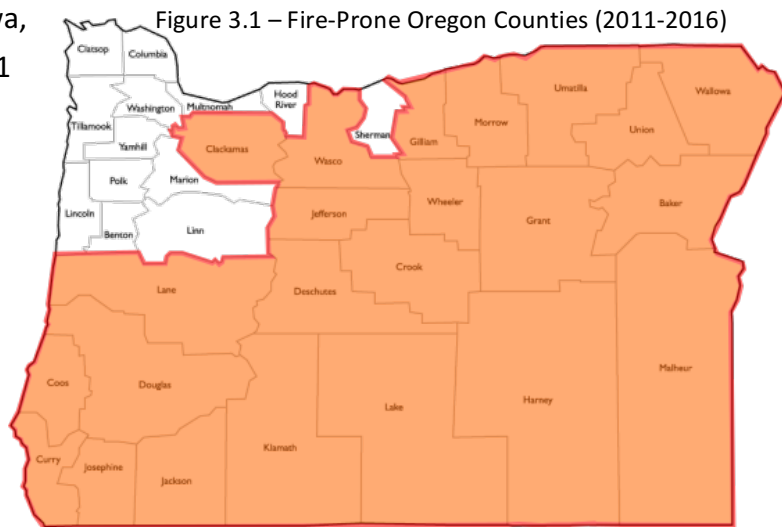 va,
1
Figure 3.1 – Fire-Prone Oregon Counties (2011-2016)
Clatsop
Columbia
Washington
Multnomah
Hood
River
Tillamook
Yamhill
Clackamas
Sherman
Gilliam
Morrow
Umatilla
Wallowa
Union
Wasco
Polk
Marion
Jefferson
Wheeler
Grant
Baker
Lincoln
Benton
Linn
Crook
Lane
Deschutes
Malheur
Coos
Douglas
Harney
Lake
Klamath
Curry
Josephine
Jackson